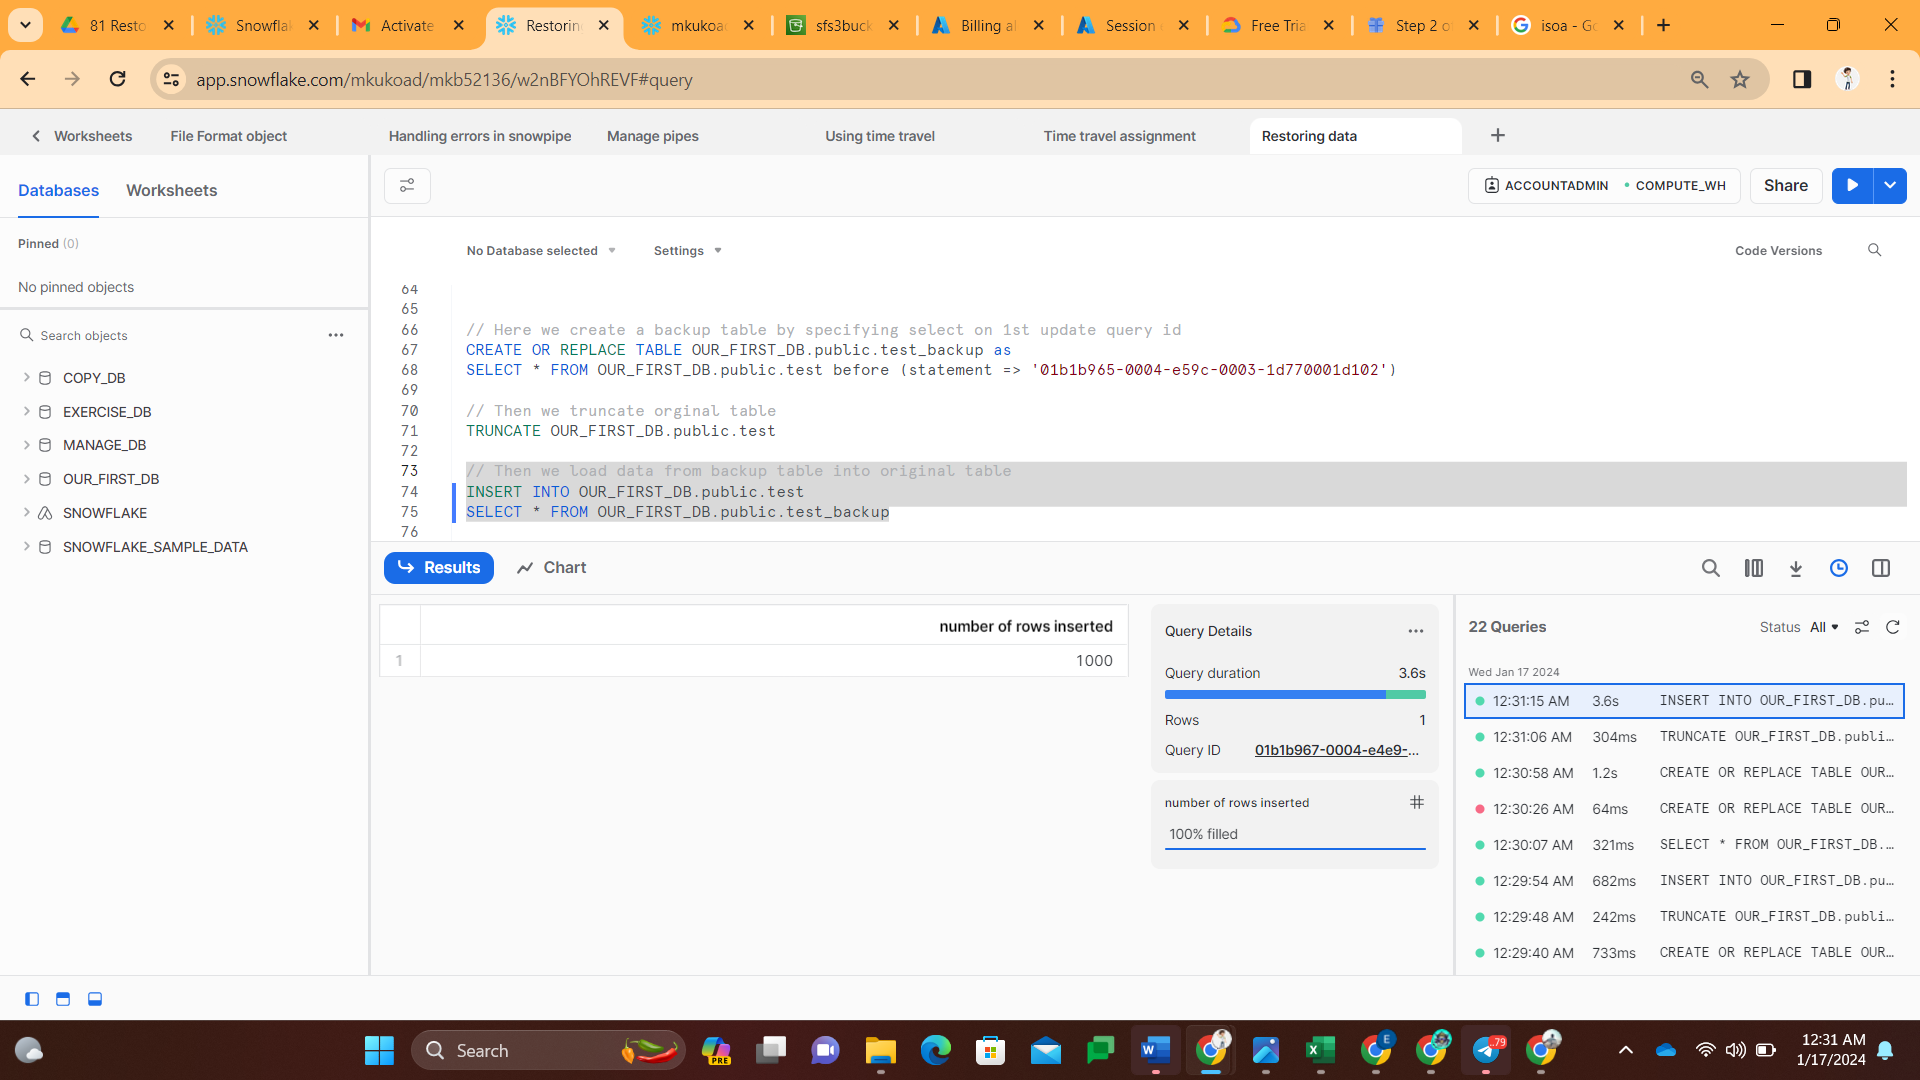 81 Resto
Snowfla
Activate
Restorin
mkukoa
sfs3buck
Billing a
Session
Free Tria
Step 2 o
isoa - Go
app.snowflake.com/mkukoad/mkb52136/w2nBFYOhREVF#query
Worksheets
File Format object
Handling errors in snowpipe
Manage pipes
Using time travel
Time travel assignment
Restoring data
Databases
Worksheets
ACCOUNTADMIN
COMPUTE_WH
Share
Pinned (0)
No pinned objects
No Database selected
Settings
Code Versions
Search objects
COPY_DB
EXERCISE_DB
MANAGE_DB
OUR_FIRST_DB
SNOWFLAKE
SNOWFLAKE_SAMPLE_DATA
64
65
66 // Here we create a backup table by specifying select on 1st update query id
67 CREATE OR REPLACE TABLE OUR_FIRST_DB.public.test_backup as
68 SELECT * FROM OUR_FIRST_DB.public.test before (statement => '01b1b965-0004-e59c-0003-1d770001d102')
69
70 // Then we truncate orginal table
71 TRUNCATE OUR_FIRST_DB.public.test
72
73 // Then we load data from backup table into original table
74 INSERT INTO OUR_FIRST_DB.public.test
75 SELECT * FROM OUR_FIRST_DB.public.test_backup
76
Results
Chart
number of rows inserted
1 1000
Query Details
Query duration 3.6s
Rows 1
Query ID 01b1b967-0004-e4e9-...
number of rows inserted
100% filled
22 Queries
Status All
Wed Jan 17 2024
12:31:15 AM 3.6s INSERT INTO OUR_FIRST_DB.pu...
12:31:06 AM 304ms TRUNCATE OUR_FIRST_DB.publi...
12:30:58 AM 1.2s CREATE OR REPLACE TABLE OUR...
12:30:26 AM 64ms CREATE OR REPLACE TABLE OUR...
12:30:07 AM 321ms SELECT * FROM OUR_FIRST_DB....
12:29:54 AM 682ms INSERT INTO OUR_FIRST_DB.pu...
12:29:48 AM 242ms TRUNCATE OUR_FIRST_DB.publi...
12:29:40 AM 733ms CREATE OR REPLACE TABLE OUR...
Search
PRE
E
79
12:31 AM
1/17/2024